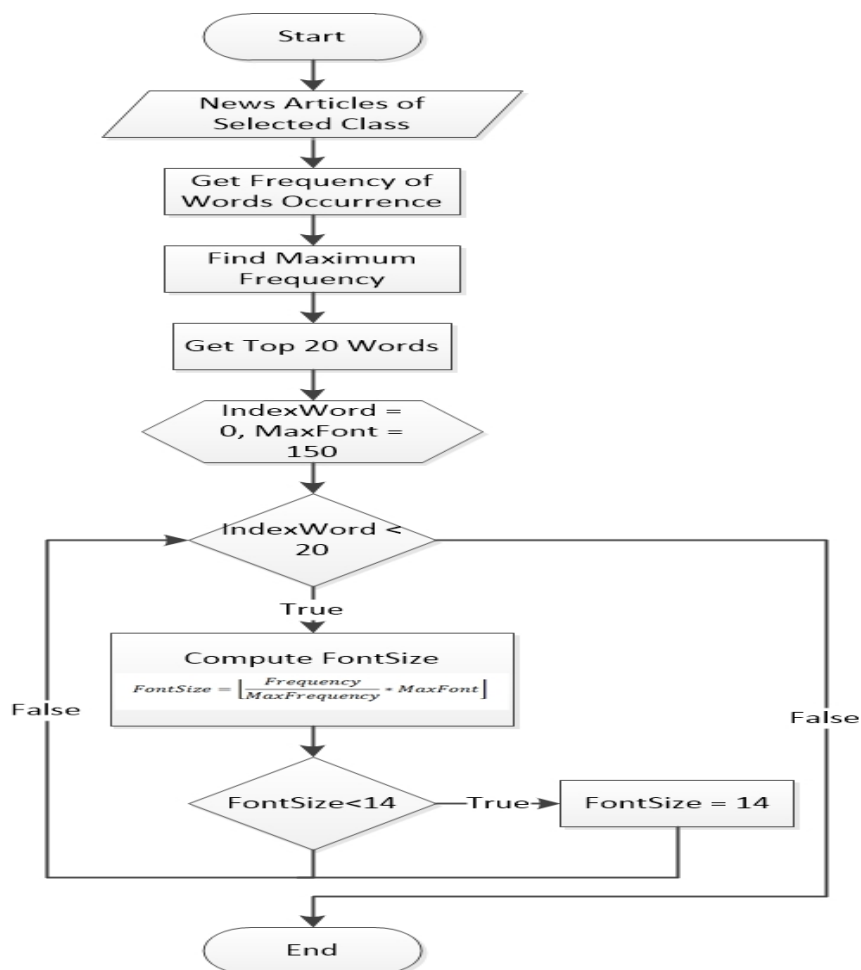 Start
News Articles of
Selected Class
Get Frequency of
Words Occurrence
Find Maximum
Frequency
Get Top 20 Words
IndexWord =
0, MaxFont =
150
IndexWord <
20
True
Compute FontSize
FontSize = ⌊Frequency/MaxFrequency * MaxFont⌋
False
False
FontSize<14
True
FontSize = 14
End